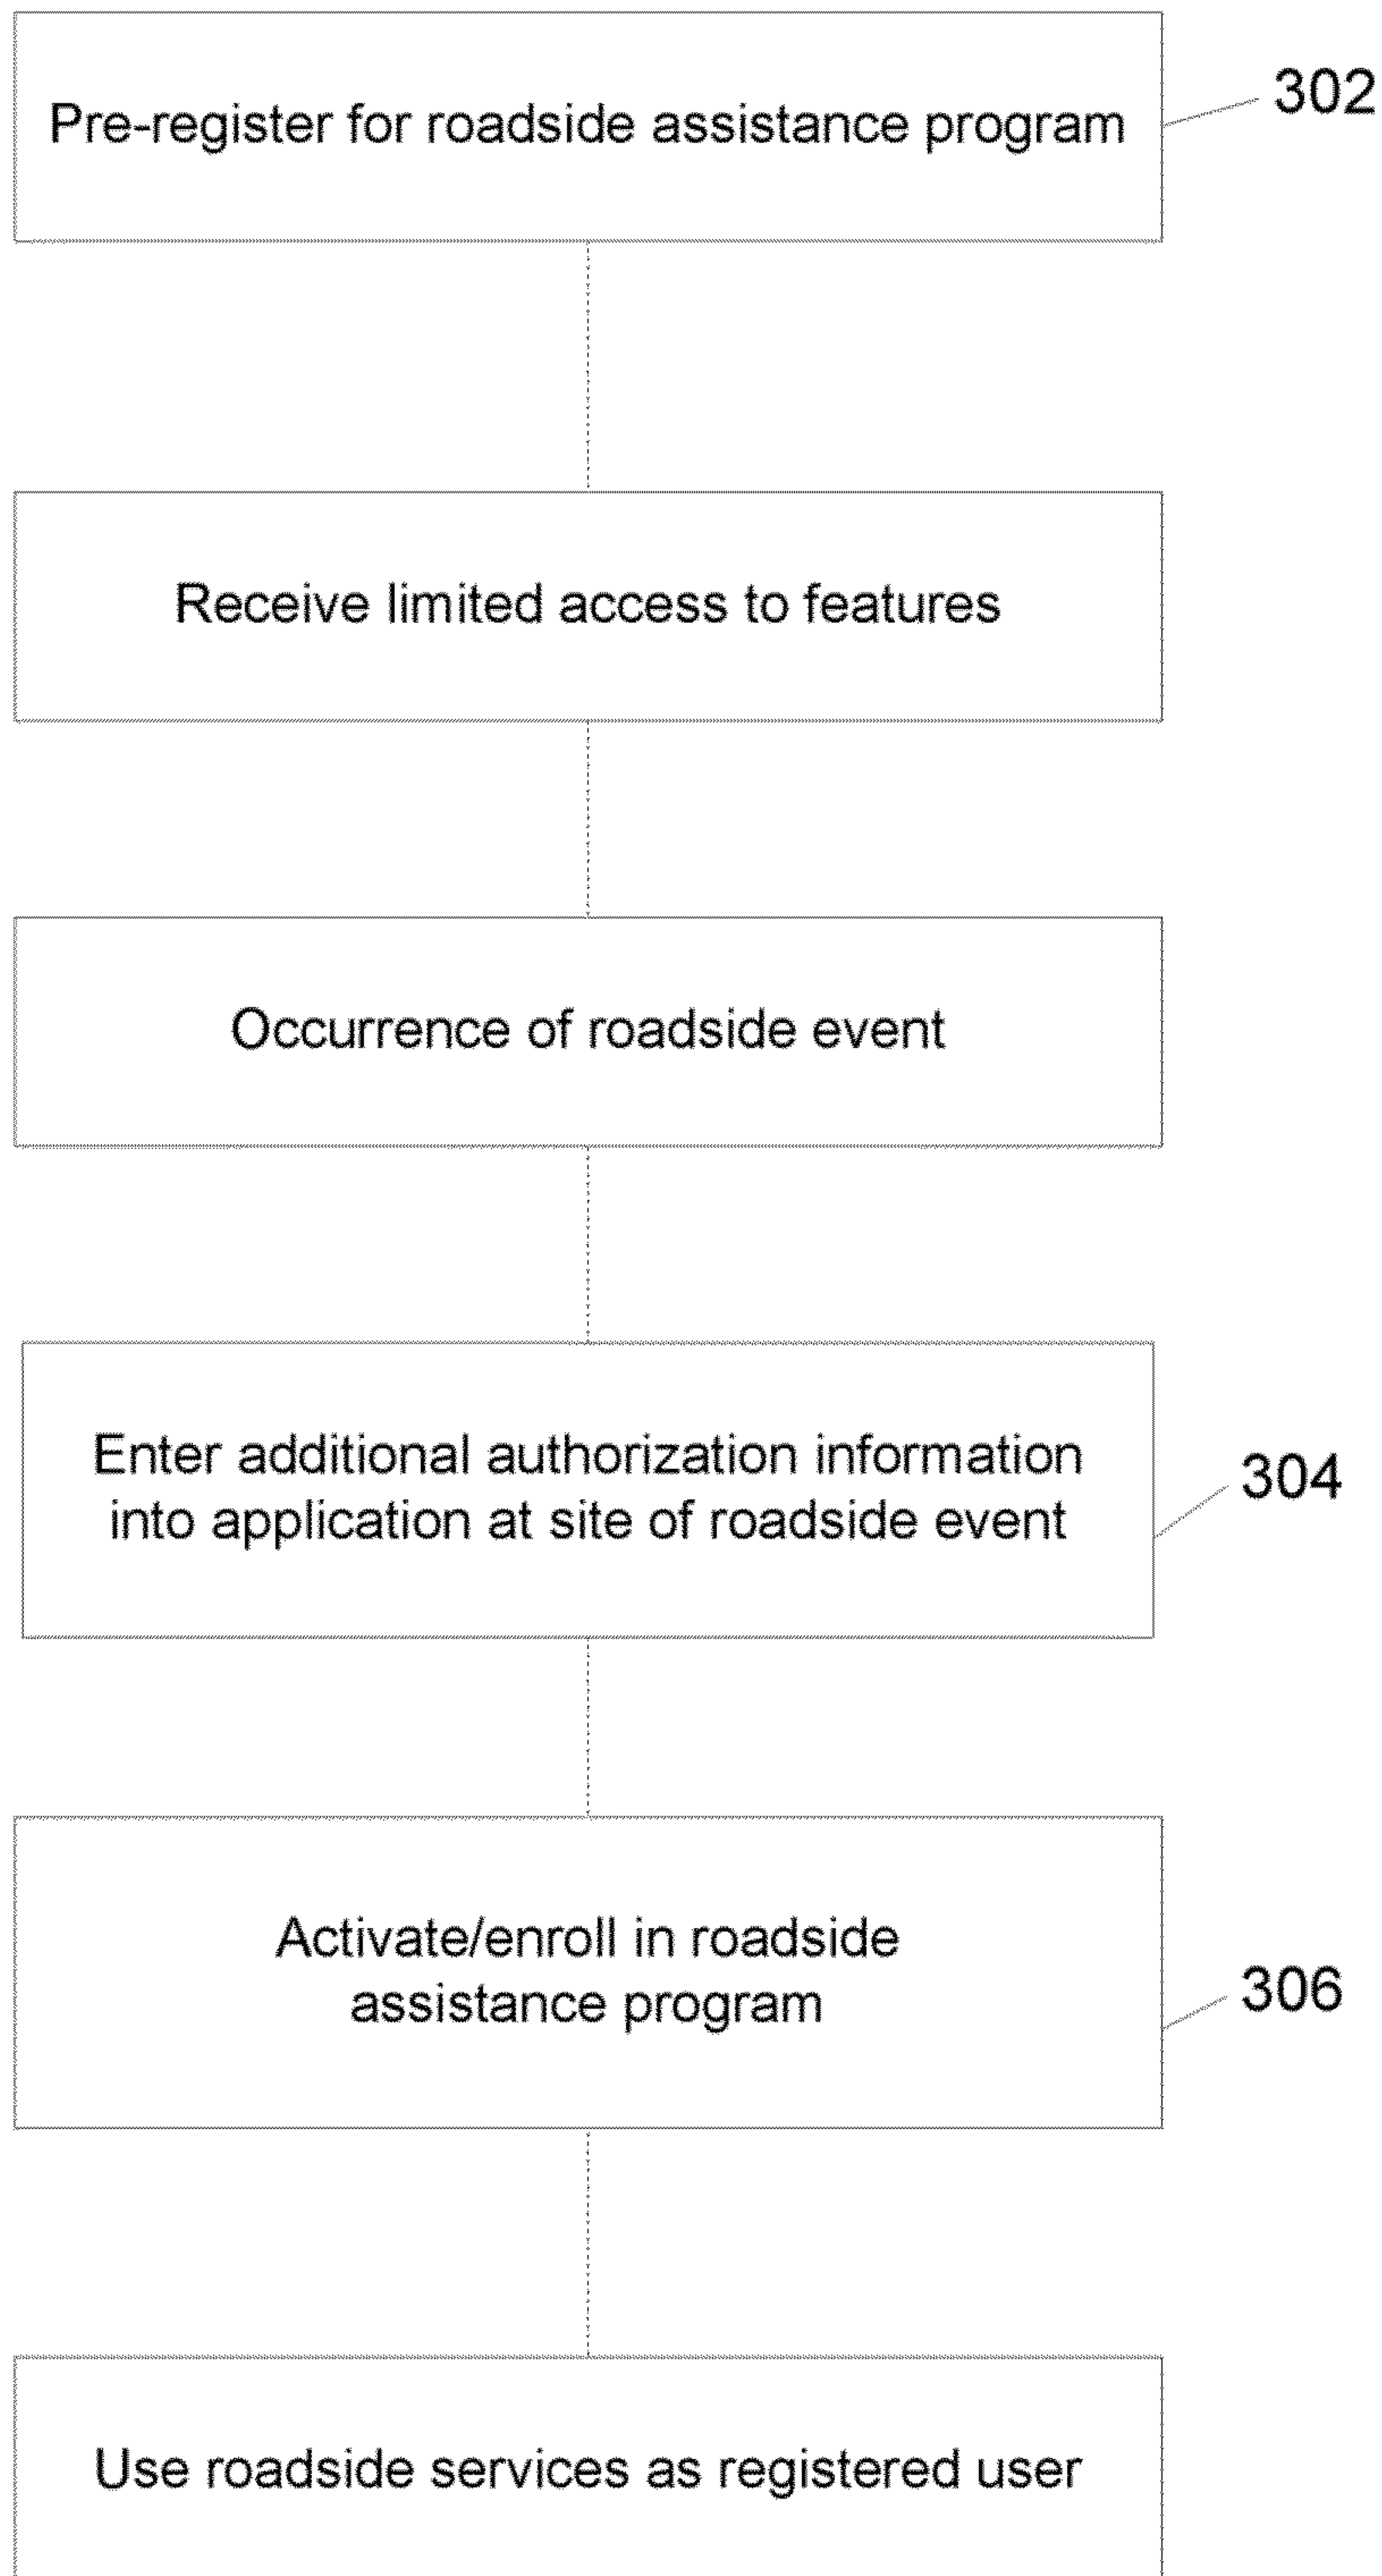 Pre-register for roadside assistance program
302
Receive limited access to features
Occurrence of roadside event
Enter additional authorization information
into application at site of roadside event
304
Activate/enroll in roadside
assistance program
306
Use roadside services as registered user